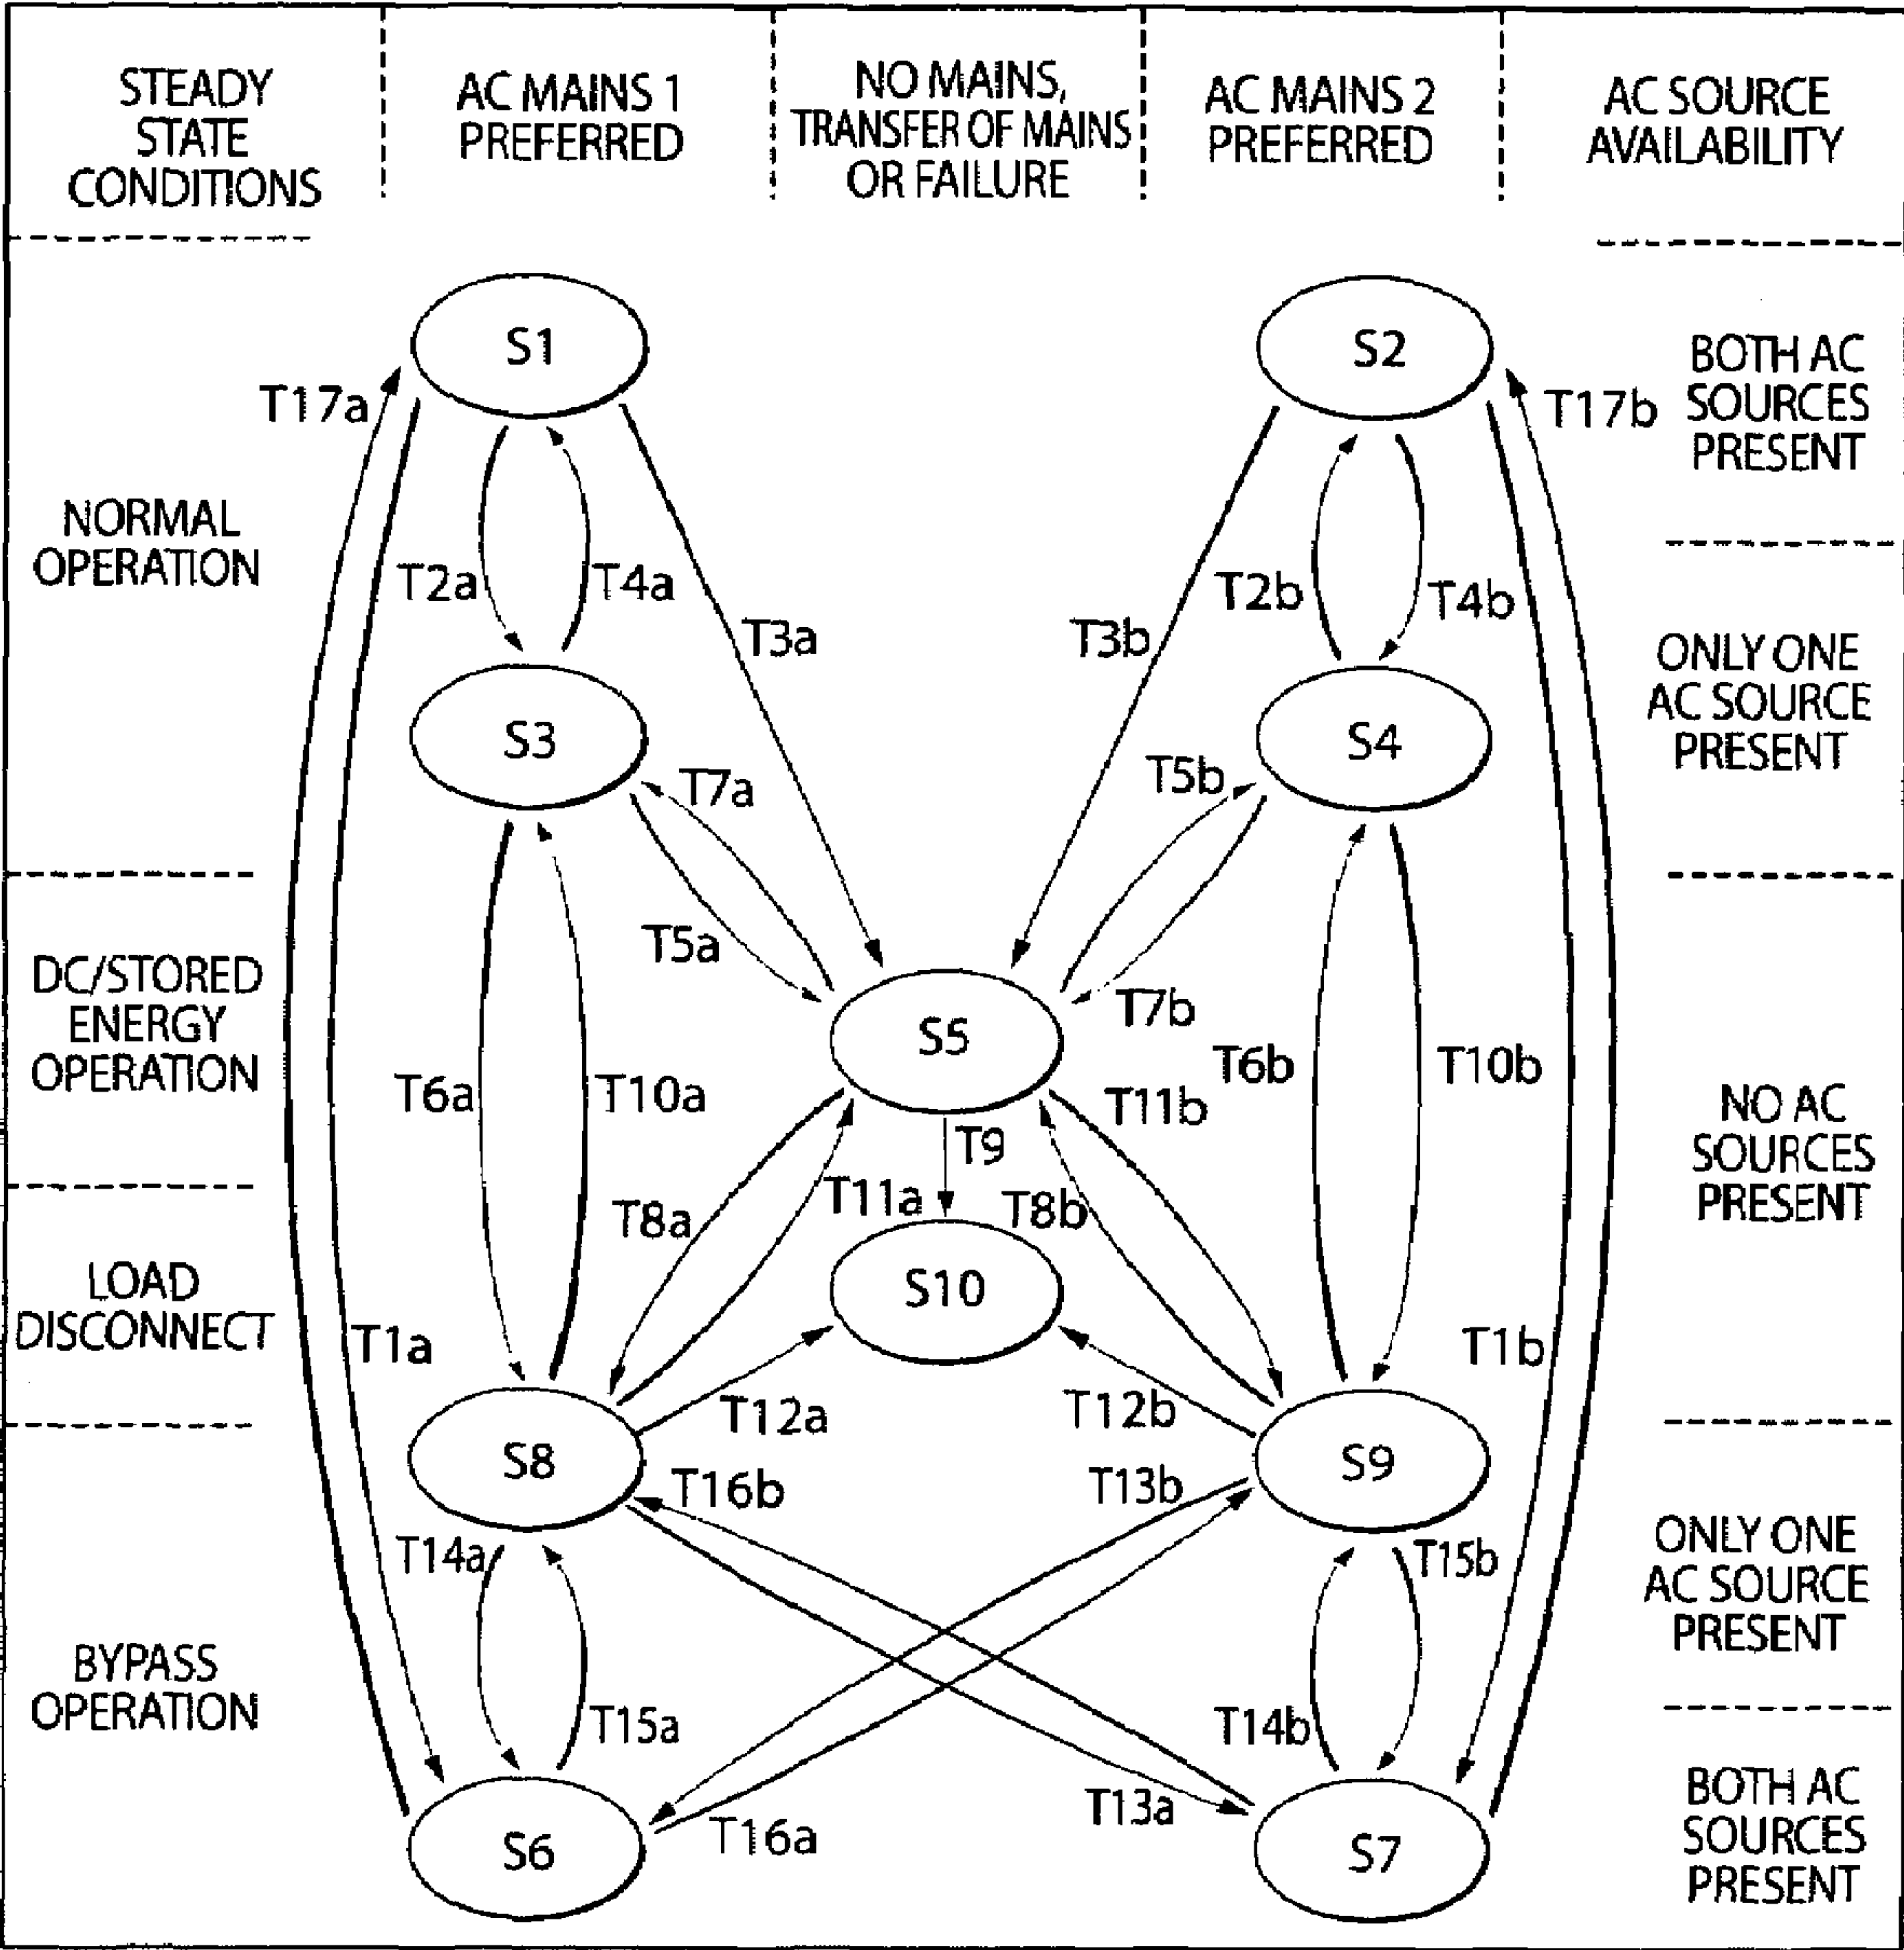 STEADY
STATE
CONDITIONS
AC MAINS 1
PREFERRED
NO MAINS,
TRANSFER OF MAINS
OR FAILURE
AC MAINS 2
PREFERRED
AC SOURCE
AVAILABILITY
S1
S2
T17a
T17b
BOTH AC
SOURCES
PRESENT
NORMAL
OPERATION
T2a
T4a
T3a
T3b
T2b
T4b
ONLY ONE
AC SOURCE
PRESENT
S3
S4
T7a
T5b
T5a
T7b
DC/STORED
ENERGY
OPERATION
S5
T6a
T10a
T6b
T10b
T11b
T9
NO AC
SOURCES
PRESENT
T8a
T11a
T8b
LOAD
DISCONNECT
S10
T1a
T1b
T12a
T12b
S8
S9
T16b
T13b
T14a
T15b
ONLY ONE
AC SOURCE
PRESENT
BYPASS
OPERATION
T15a
T14b
T16a
T13a
S6
S7
BOTH AC
SOURCES
PRESENT